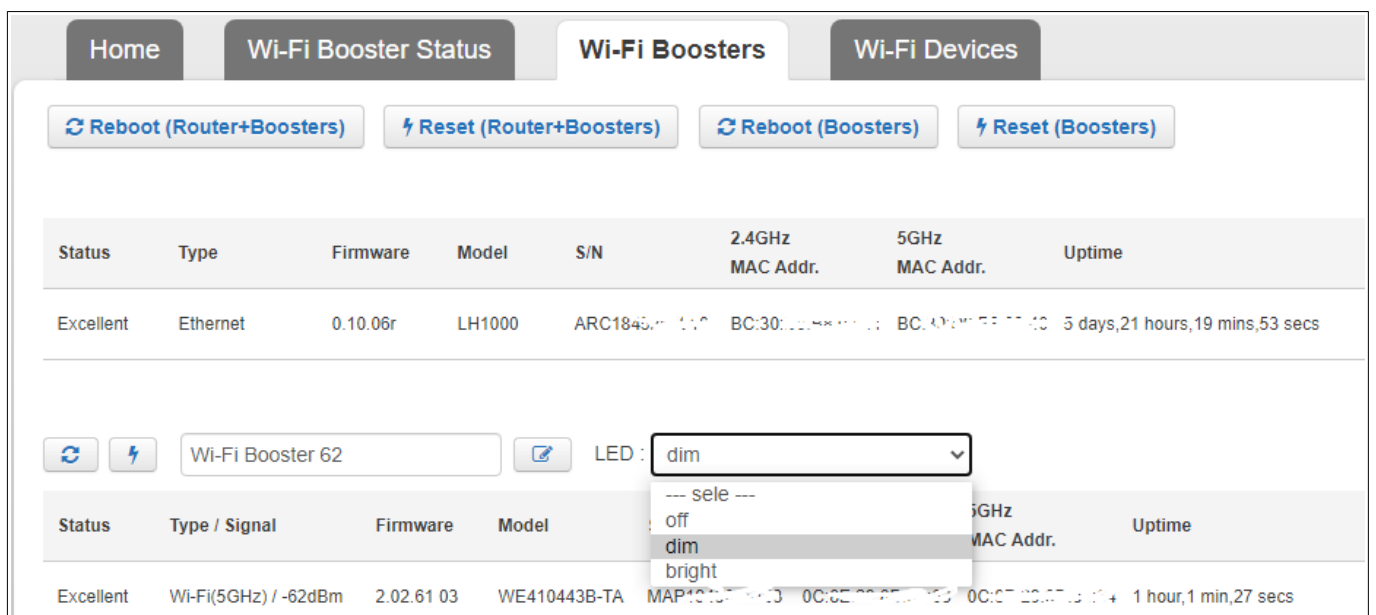 Home Wi-Fi Booster Status Wi-Fi Boosters Wi-Fi Devices
Reboot (Router+Boosters) Reset (Router+Boosters) Reboot (Boosters) Reset (Boosters)
2.4GHz 5GHz
Status Type Firmware Model S/N Uptime
MAC Addr. MAC Addr.
Excellent Ethernet 0.10.06r LH1000 5 days,21 hours,19 mins,53 secs
Wi-Fi Booster 62 LED : dim
--- sele ---
off
dim
bright
5GHz
Status Type / Signal Firmware Model Uptime
MAC Addr.
Excellent Wi-Fi(5GHz) / -62dBm 2.02.61 03 WE410443B-TA 1 hour,1 min,27 secs